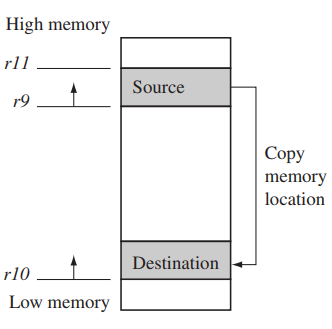 High memory
r11
Source
r9
Copy
memory
location
Destination
r10
Low memory